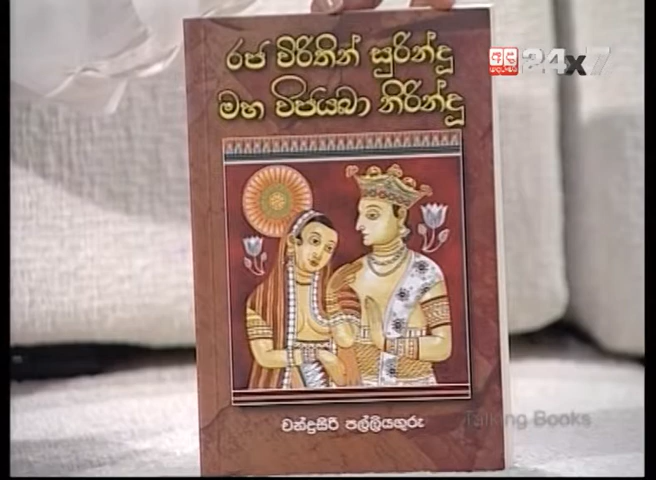 රජ විරිතින් සුරින්දූ
මහ විජයබා නිරින්දූ
24x7
චන්ද්‍රසිරි පල්ලියගුරු
Talking Books